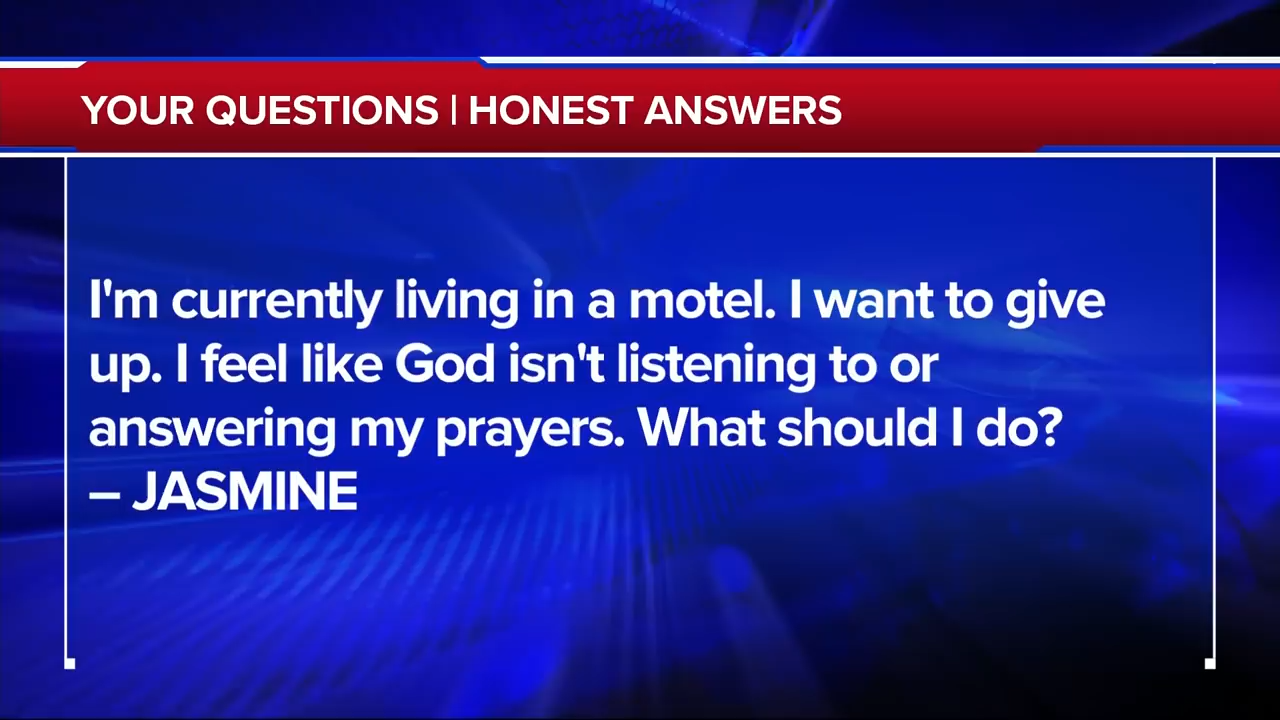 YOUR QUESTIONS | HONEST ANSWERS
I'm currently living in a motel. I want to give
up. I feel like God isn't listening to or
answering my prayers. What should I do?
– JASMINE